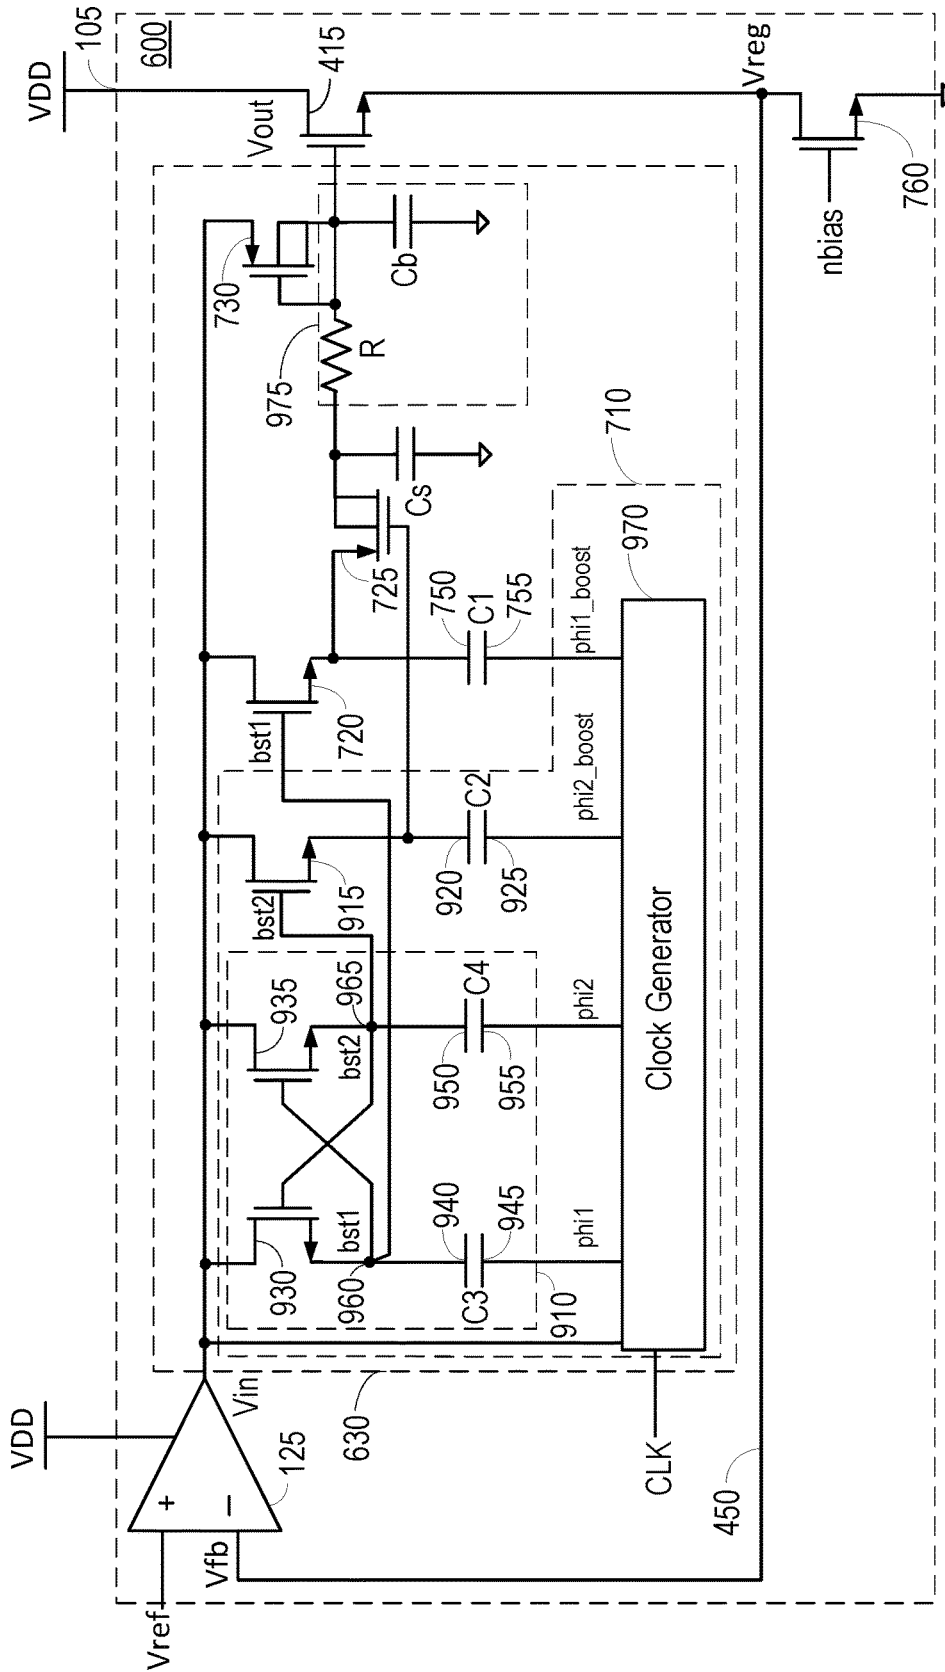 VDD
105
600
415
Vout
Vreg
760
nbias
730
Cb
975
R
Cs
725
710
970
750
C1
755
phi1_boost
bst1
720
C2
920
925
phi2_boost
bst2
915
935
965
bst2
C4
950
955
phi2
Clock Generator
930
bst1
960
940
945
C3
910
phi1
VDD
Vin
125
630
CLK
450
+
–
Vref
Vfb